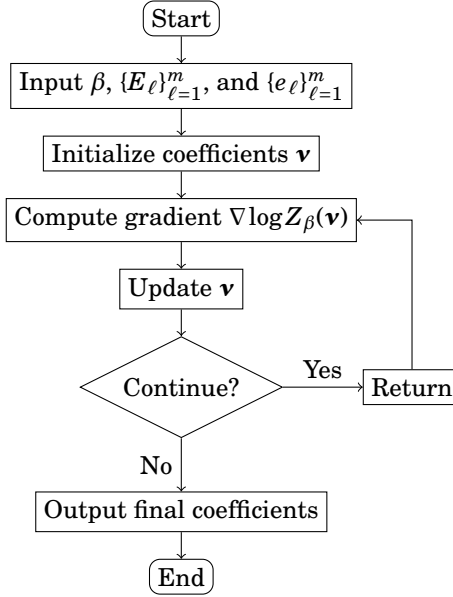 Start
Input β, {E_ℓ}_{ℓ=1}^m, and {e_ℓ}_{ℓ=1}^m
Initialize coefficients 𝝂
Compute gradient ∇log Z_β(𝝂)
Update 𝝂
Continue?
Yes
Return
No
Output final coefficients
End